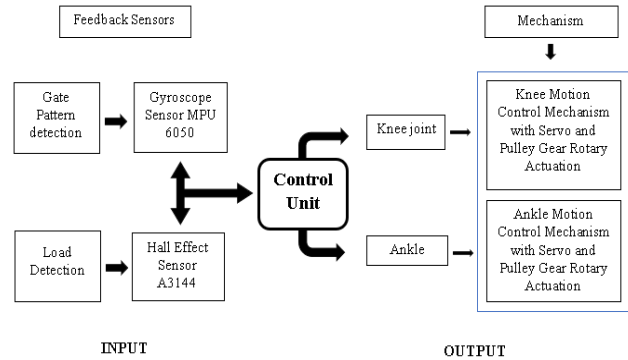 Feedback Sensors
Mechanism
Gate
Pattern
detection
Gyroscope
Sensor MPU
6050
Load
Detection
Hall Effect
Sensor
A3144
Control
Unit
Knee joint
Ankle
Knee Motion
Control Mechanism
with Servo and
Pulley Gear Rotary
Actuation
Ankle Motion
Control Mechanism
with Servo and
Pulley Gear Rotary
Actuation
INPUT
OUTPUT